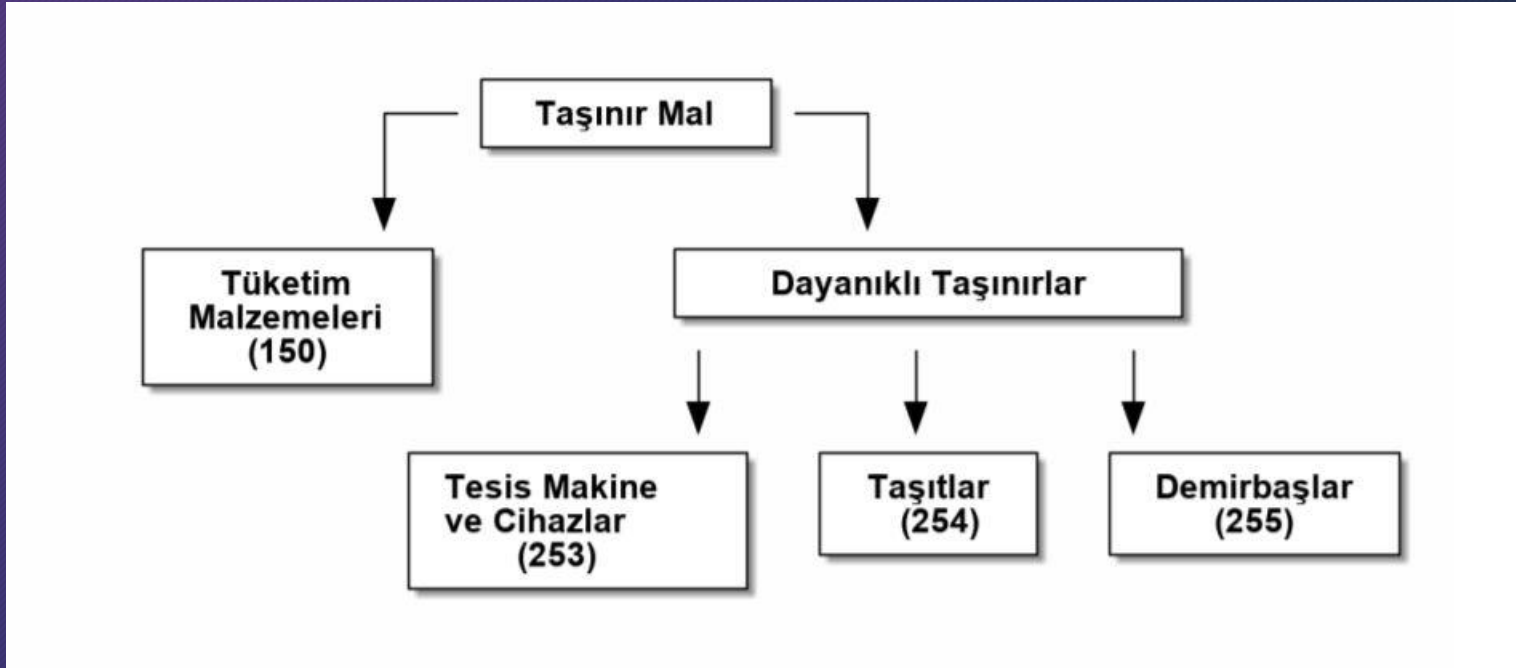 Taşınır Mal
Tüketim
Malzemeleri
(150)
Dayanıklı Taşınırlar
Tesis Makine
ve Cihazlar
(253)
Taşıtlar
(254)
Demirbaşlar
(255)